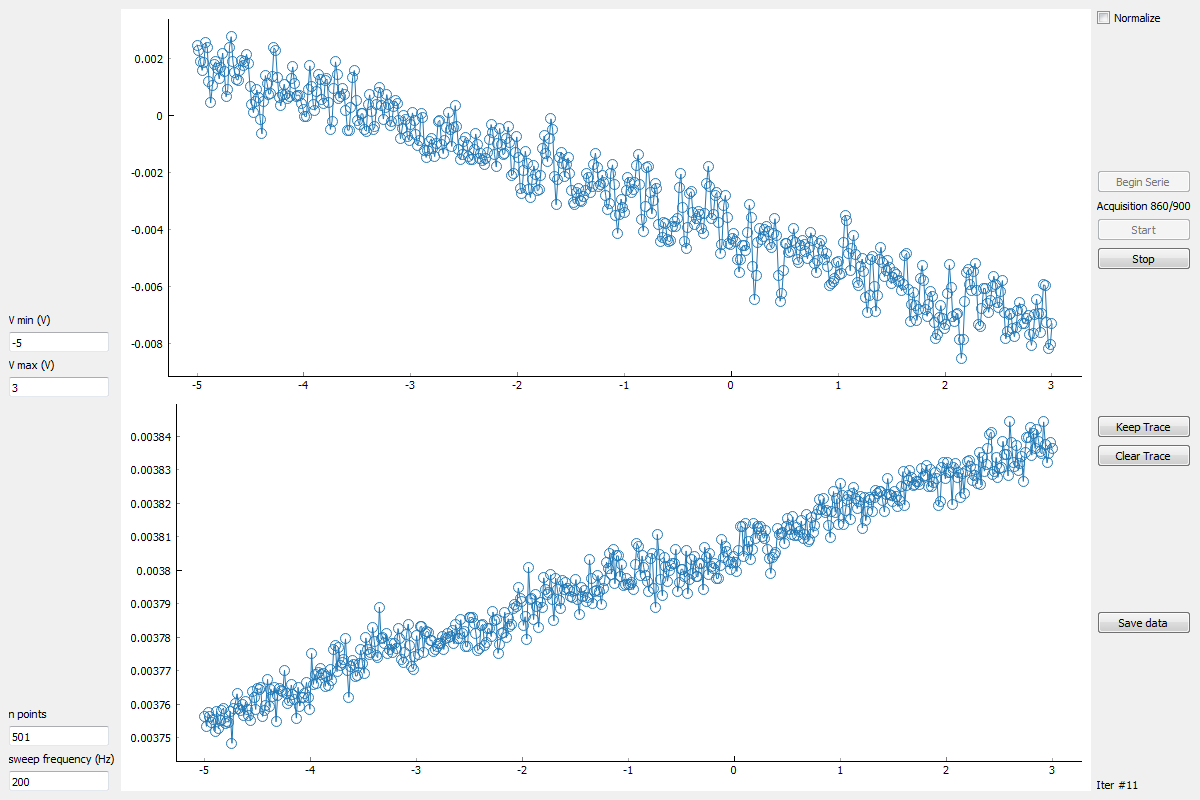 Normalize
0.002
0
-0.002
-0.004
-0.006
-0.008
-5 -4 -3 -2 -1 0 1 2 3
Begin Serie
Acquisition 860/900
Start
Stop
V min (V)
-5
V max (V)
3
0.00384
0.00383
0.00382
0.00381
0.0038
0.00379
0.00378
0.00377
0.00376
0.00375
-5 -4 -3 -2 -1 0 1 2 3
Keep Trace
Clear Trace
Save data
n points
501
sweep frequency (Hz)
200
Iter #11